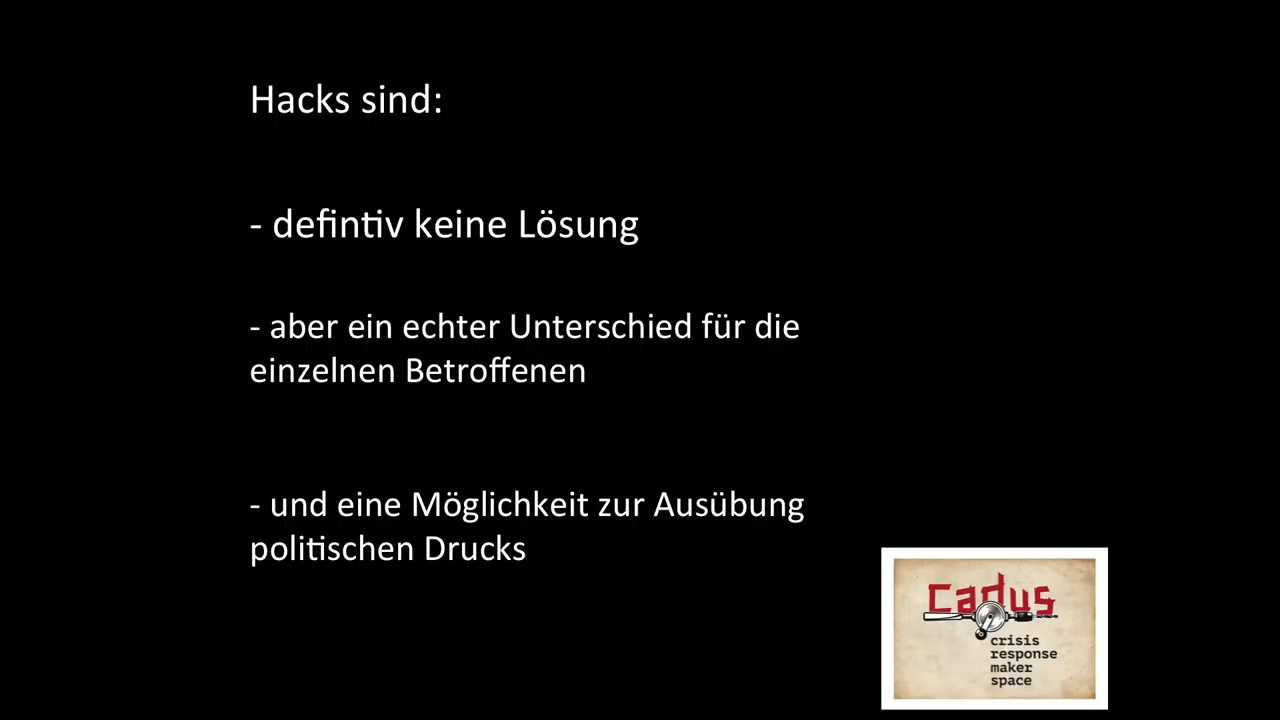 Hacks sind:
- defintiv keine Lösung
- aber ein echter Unterschied für die
einzelnen Betroffenen
- und eine Möglichkeit zur Ausübung
politischen Drucks
cadus
crisis
response
maker
space